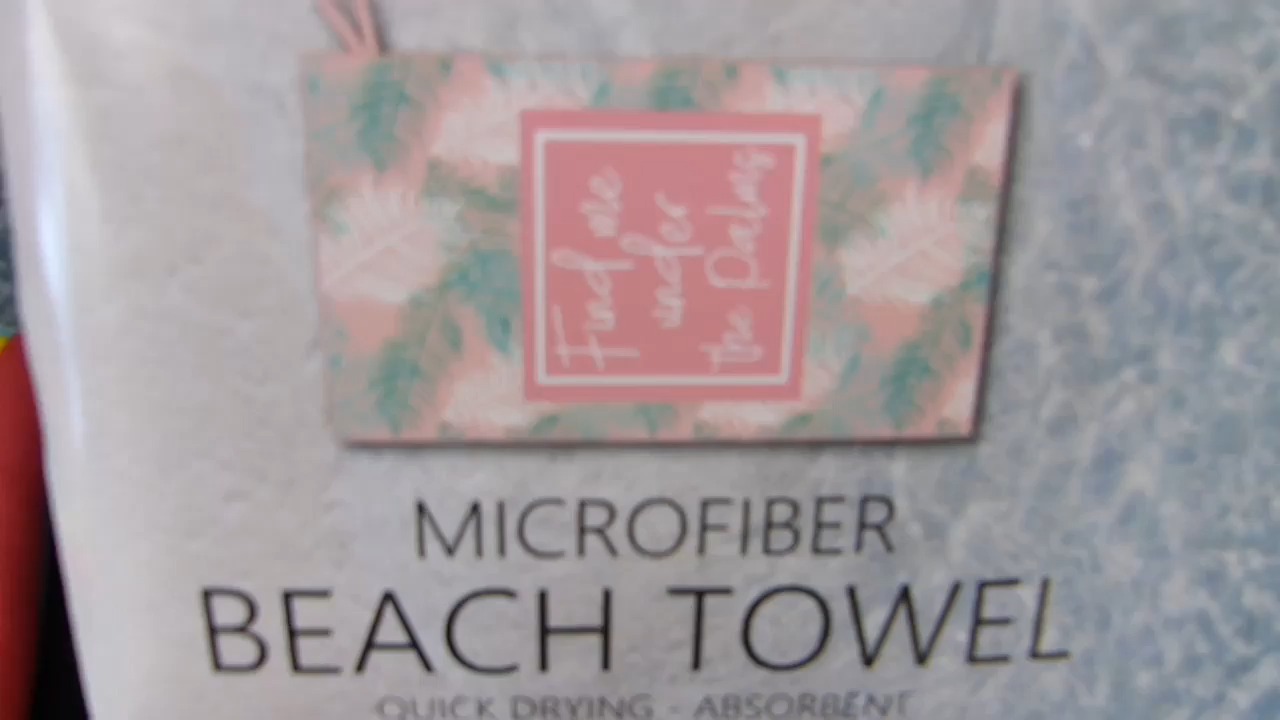 Find me
under
the Palms
MICROFIBER
BEACH TOWEL
QUICK DRYING - ABSORBENT